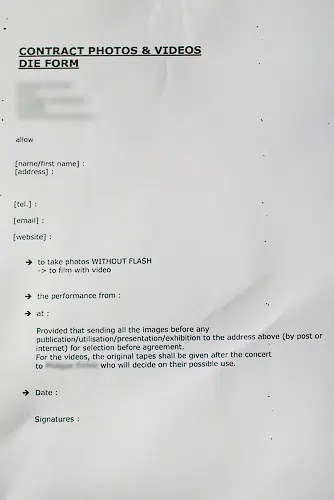 CONTRACT PHOTOS & VIDEOS
DIE FORM
allow
[name/first name] :
[address] :
[tel.] :
[email] :
[website] :
➔ to take photos WITHOUT FLASH
-> to film with video
➔ the performance from :
➔ at :
Provided that sending all the images before any
publication/utilisation/presentation/exhibition to the address above (by post or
internet) for selection before agreement.
For the videos, the original tapes shall be given after the concert
to who will decide on their possible use.
➔ Date :
Signatures :